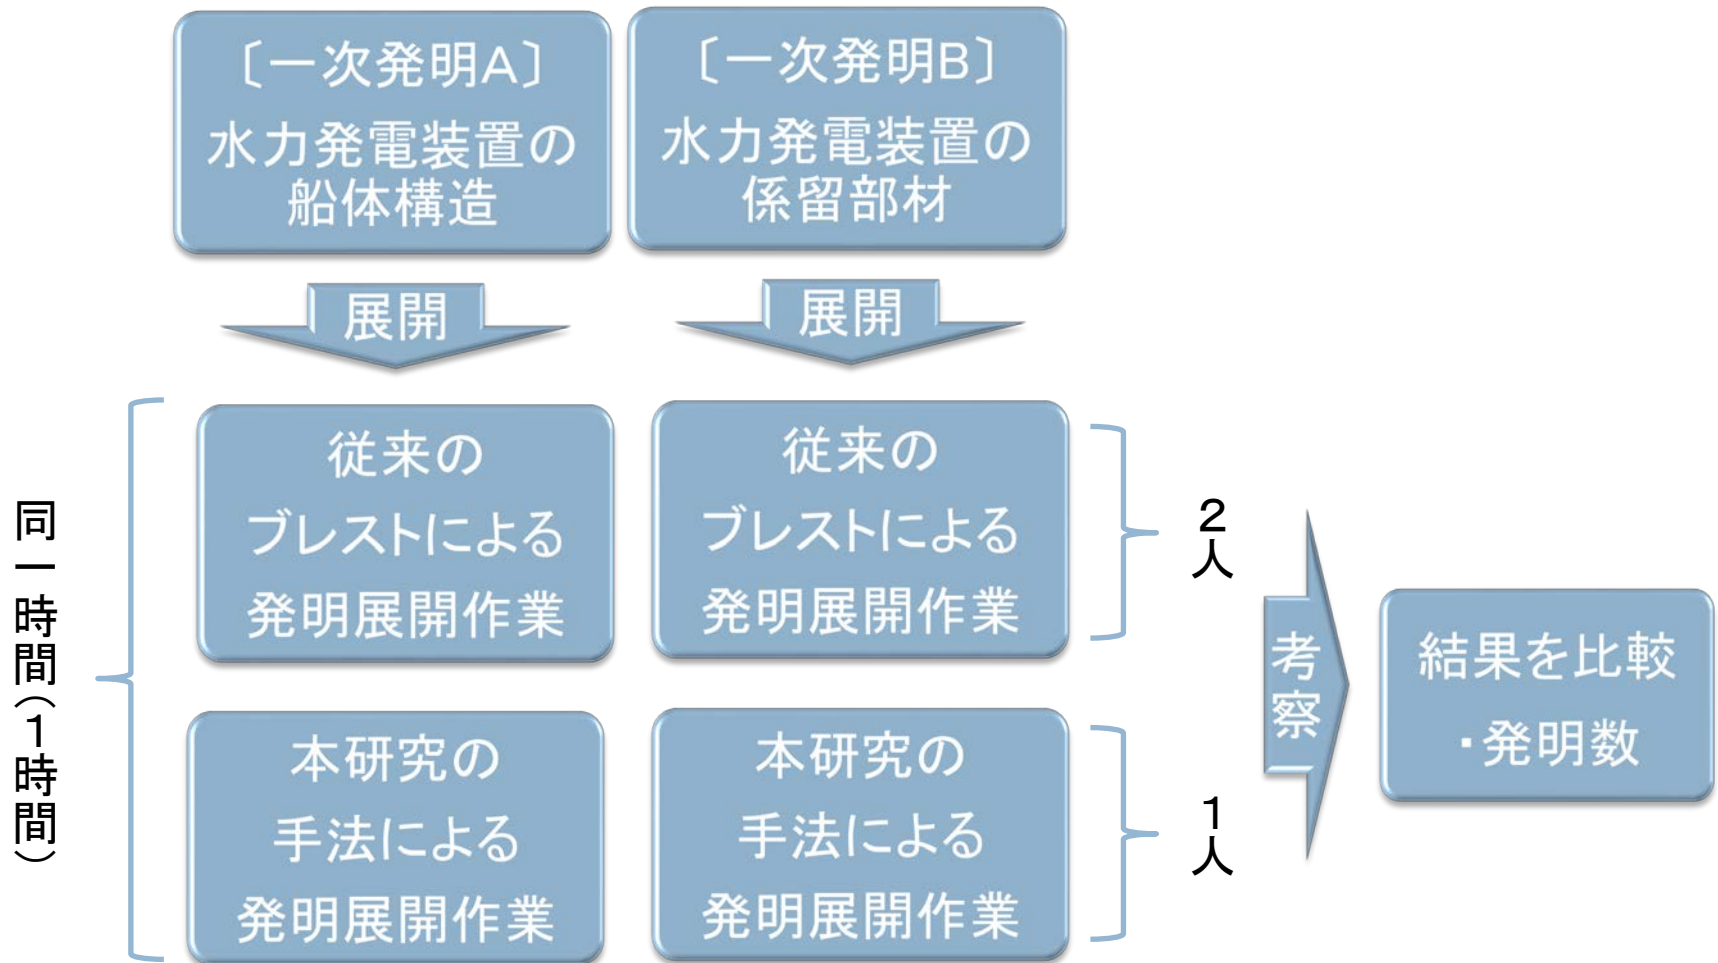 〔一次発明A〕
水力発電装置の
船体構造
〔一次発明B〕
水力発電装置の
係留部材
展開
展開
同一時間（１時間）
従来の
ブレストによる
発明展開作業
従来の
ブレストによる
発明展開作業
２人
本研究の
手法による
発明展開作業
本研究の
手法による
発明展開作業
１人
考察
結果を比較
・発明数